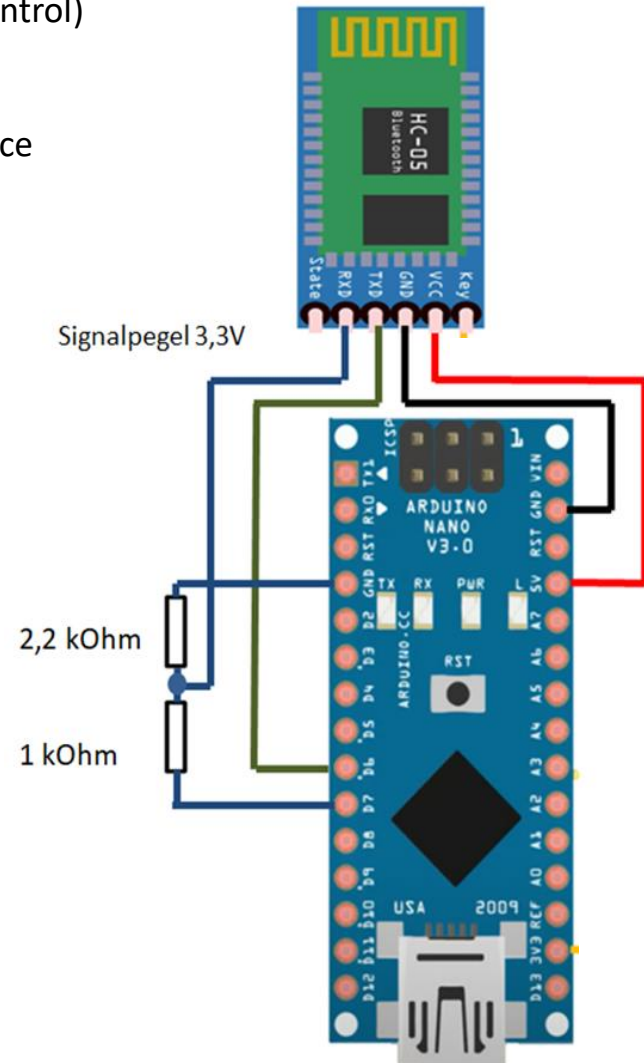 ntrol)
ce
HC-05
Bluetooth
State
RXD
TXD
GND
VCC
Key
Signalpegel 3,3V
ICSP
1
ARDUINO
NANO
V3.0
TX1
RX0
RST
GND
D2
D3
D4
D5
D6
D7
D8
D9
D10
D11
D12
VIN
GND
RST
5V
A7
A6
A5
A4
A3
A2
A1
A0
REF
3V3
D13
TX
RX
PWR
L
ARDUINO.CC
RST
2,2 kOhm
1 kOhm
USA
2009